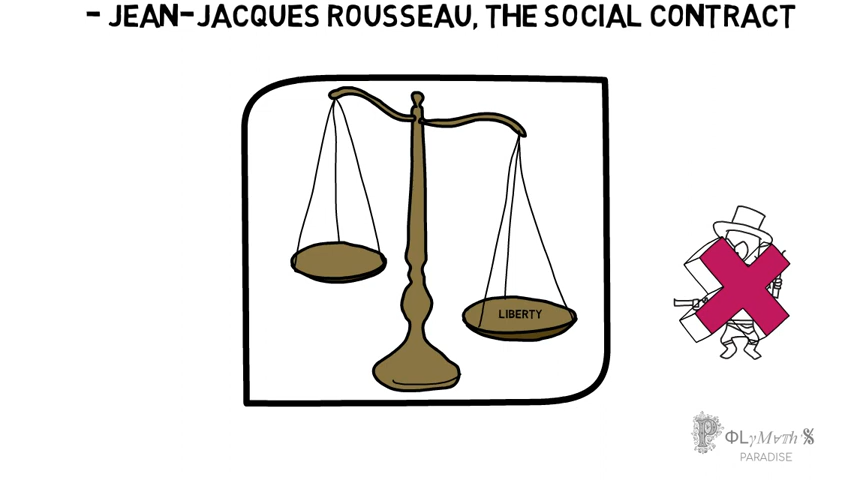 - JEAN-JACQUES ROUSSEAU, THE SOCIAL CONTRACT
LIBERTY
PARADISE